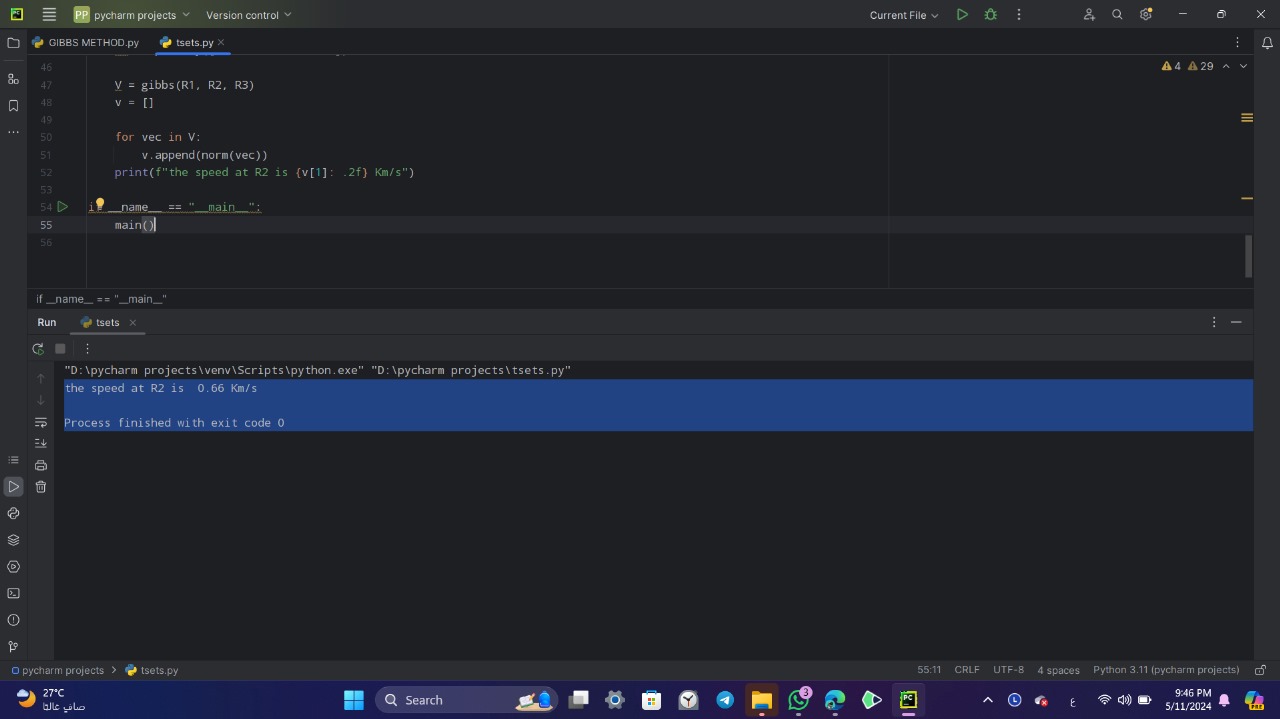 PP pycharm projects Version control Current File
GIBBS METHOD.py tsets.py
4 29
46
47 V = gibbs(R1, R2, R3)
48 v = []
49
50 for vec in V:
51 v.append(norm(vec))
52 print(f"the speed at R2 is {v[1]: .2f} Km/s")
53
54 if __name__ == "__main__":
55 main()
56
if __name__ == "__main__"
Run tsets
"D:\pycharm projects\venv\Scripts\python.exe" "D:\pycharm projects\tsets.py"
the speed at R2 is  0.66 Km/s
Process finished with exit code 0
pycharm projects > tsets.py 55:11 CRLF UTF-8 4 spaces Python 3.11 (pycharm projects)
27°C
صافٍ غالبًا
Search
3
PC
ع
9:46 PM
5/11/2024
PRE